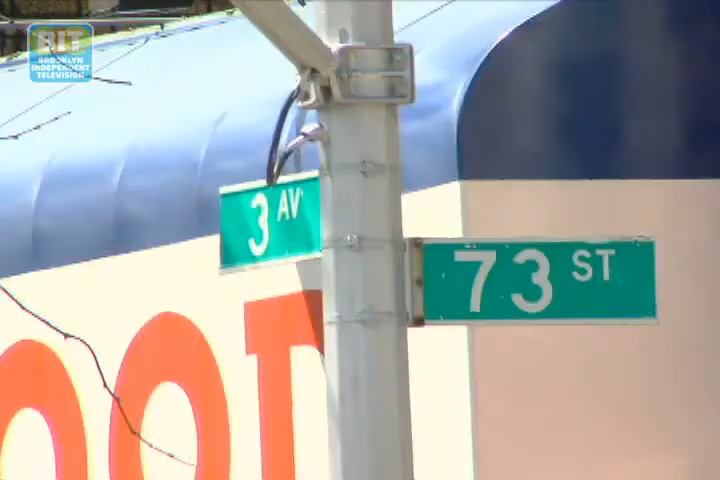 BIT
BROOKLYN
INDEPENDENT
TELEVISION
3 AV
73 ST
OOT